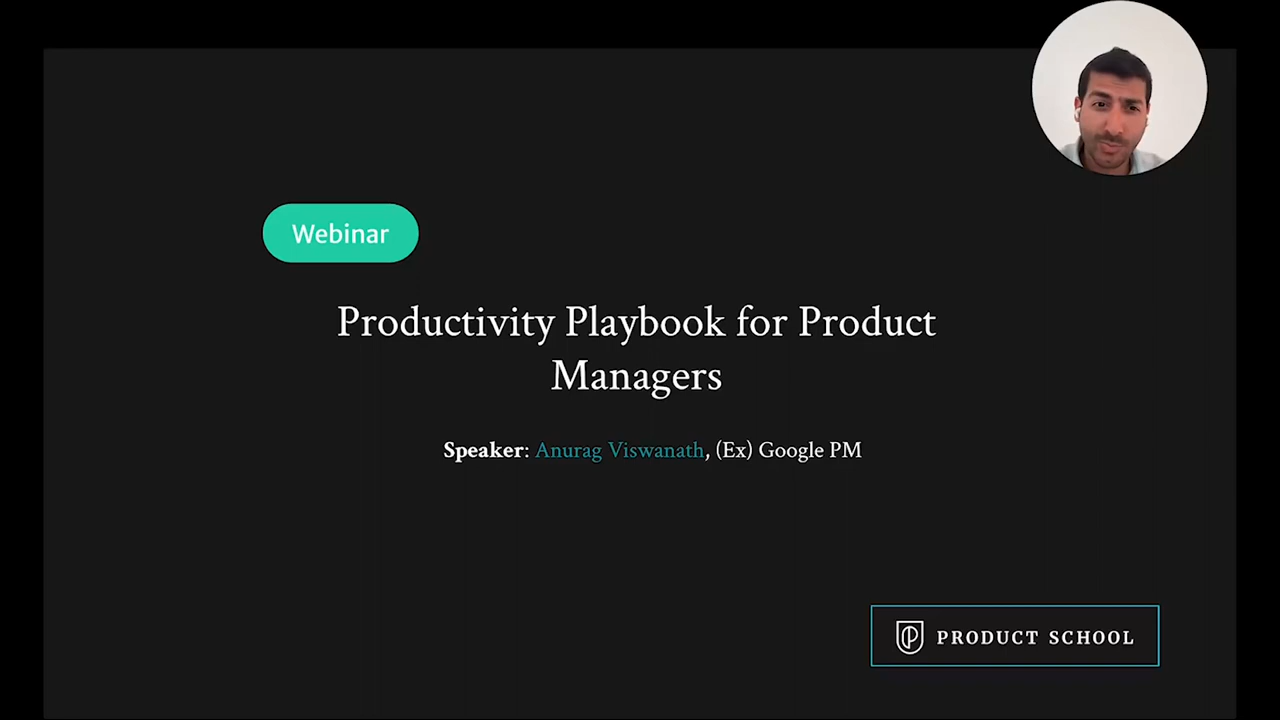 Webinar
Productivity Playbook for Product
Managers
Speaker: Anurag Viswanath, (Ex) Google PM
PRODUCT SCHOOL